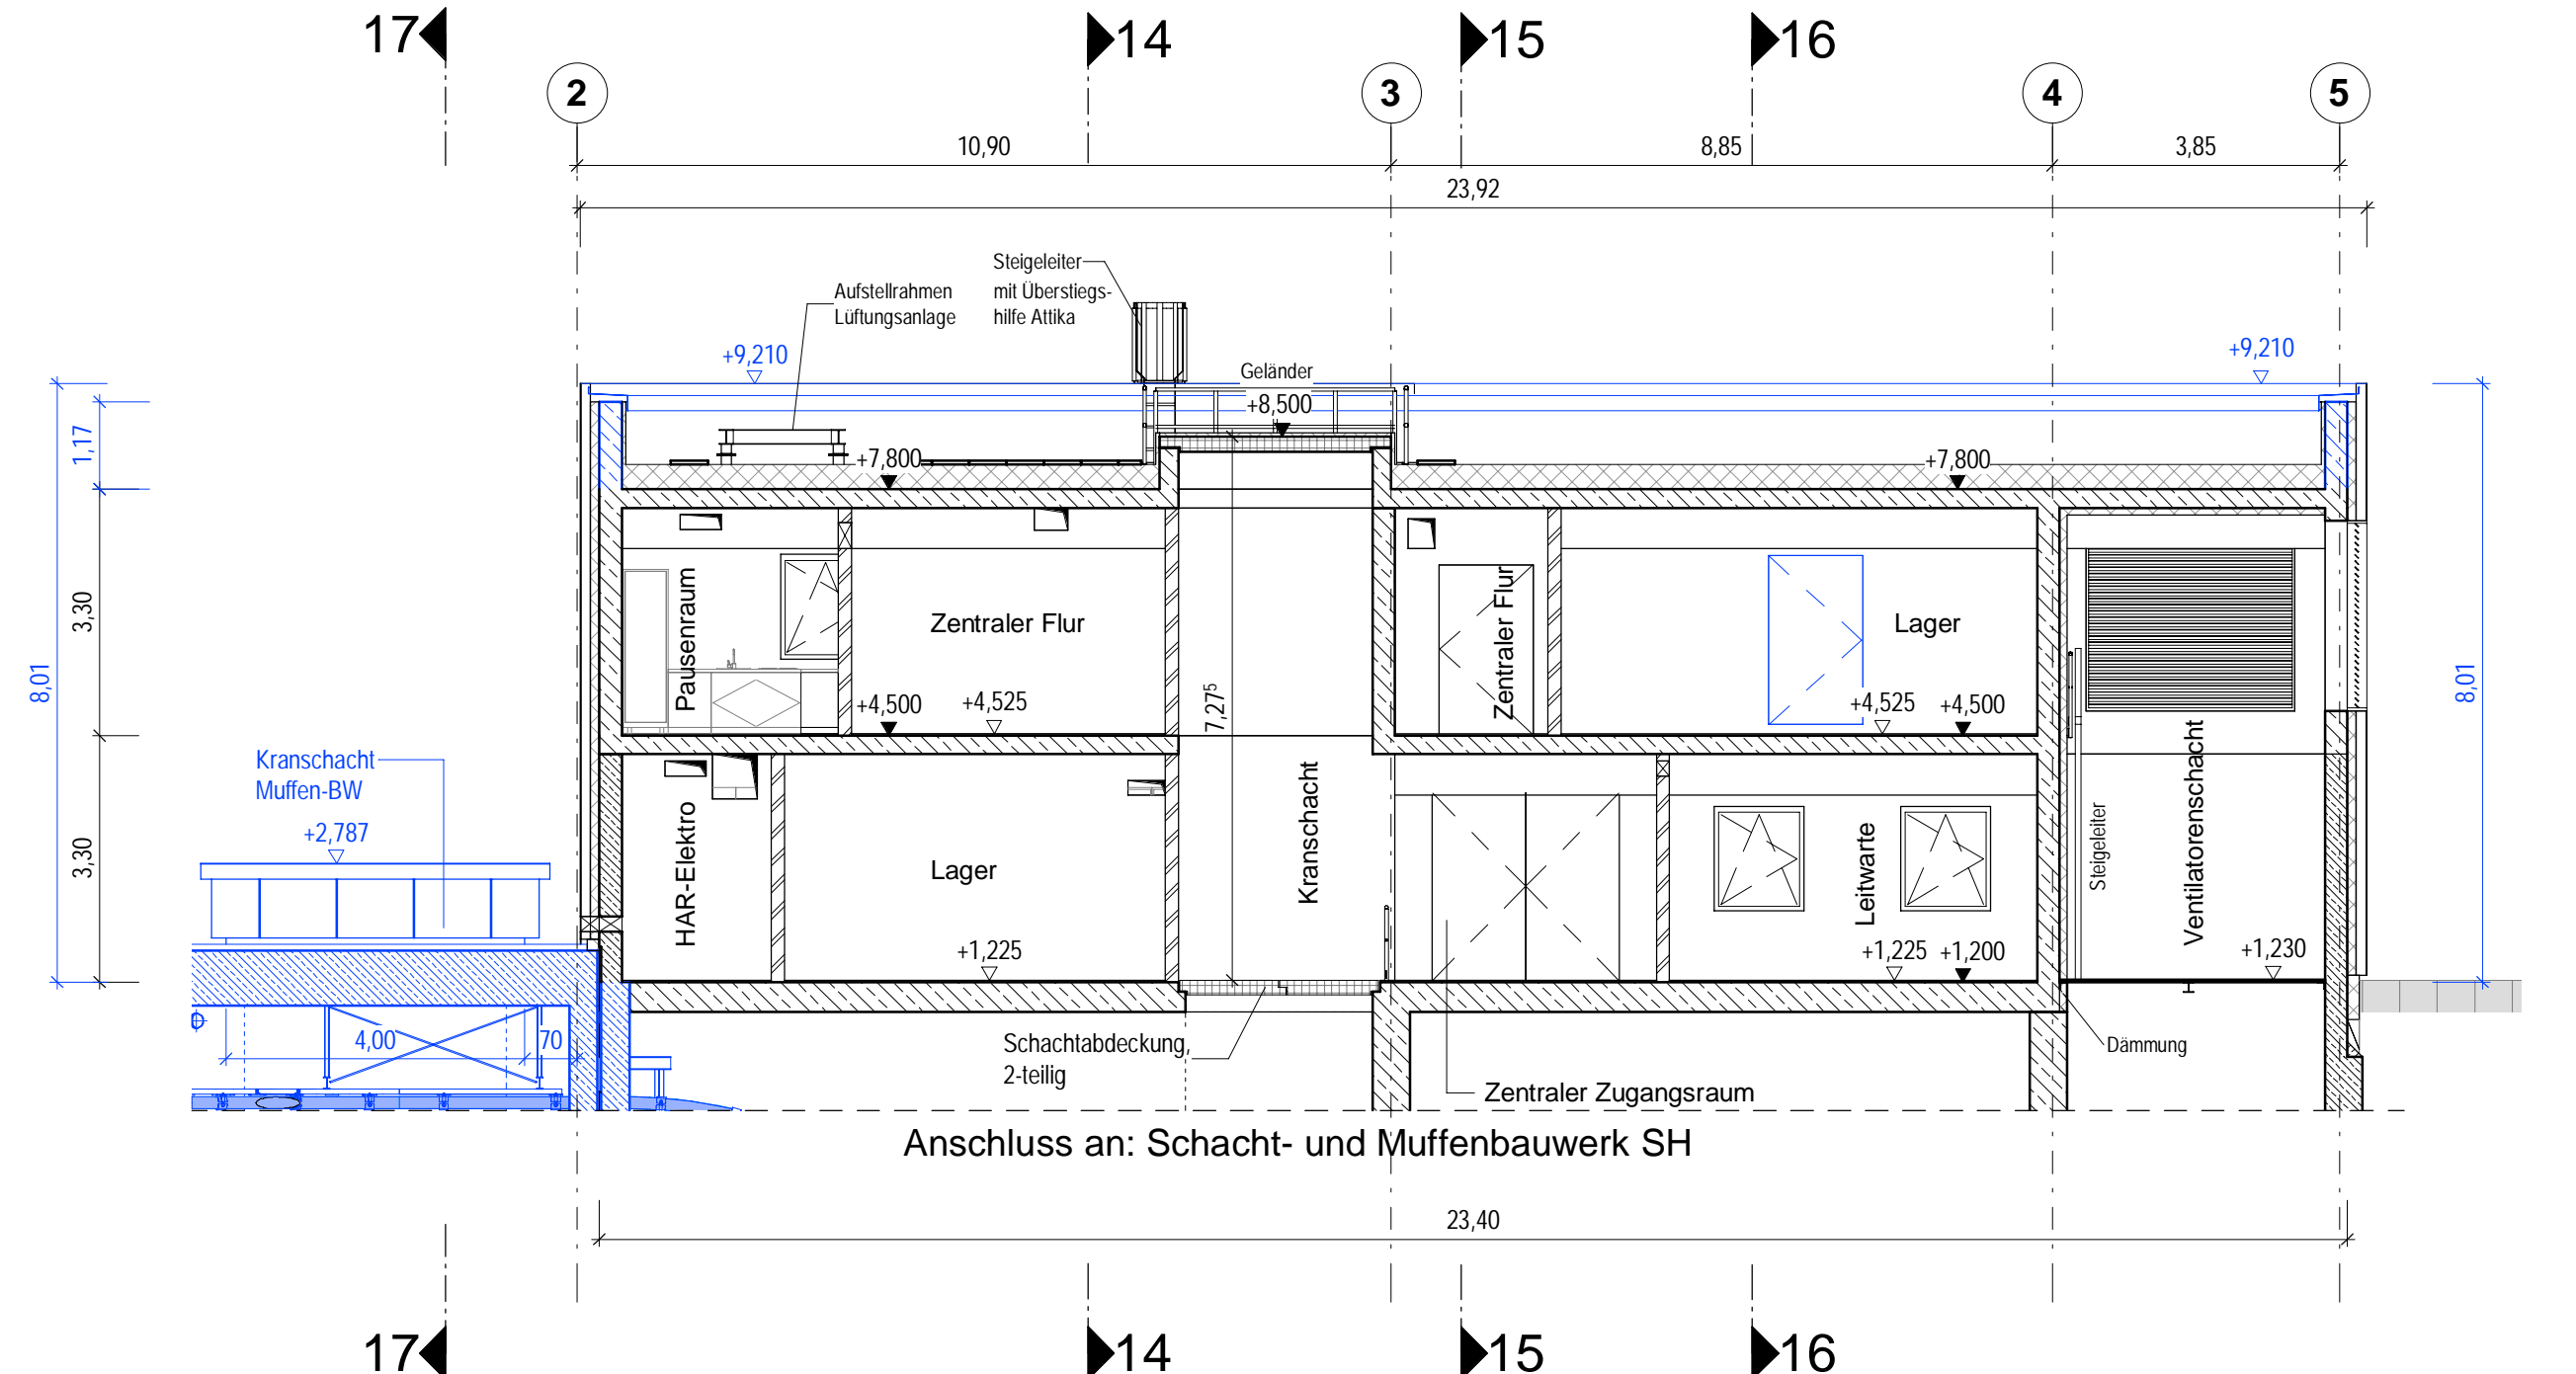 17 14 15 16
2 3 4 5
10,90 8,85 3,85
23,92
Steigeleiter
mit Überstiegs-
hilfe Attika
Aufstellrahmen
Lüftungsanlage
+9,210 +9,210
Geländer
+8,500
+7,800 +7,800
1,17
3,30
3,30
8,01
8,01
Pausenraum
Zentraler Flur
Zentraler Flur
Lager
+4,500 +4,525
+4,525 +4,500
7,27⁵
Kranschacht
Muffen-BW
+2,787
HAR-Elektro
Lager
+1,225
Kranschacht
Leitwarte
+1,225 +1,200
Steigeleiter
Ventilatorenschacht
+1,230
4,00 70
Schachtabdeckung,
2-teilig
Zentraler Zugangsraum
Dämmung
Anschluss an: Schacht- und Muffenbauwerk SH
23,40
17 14 15 16